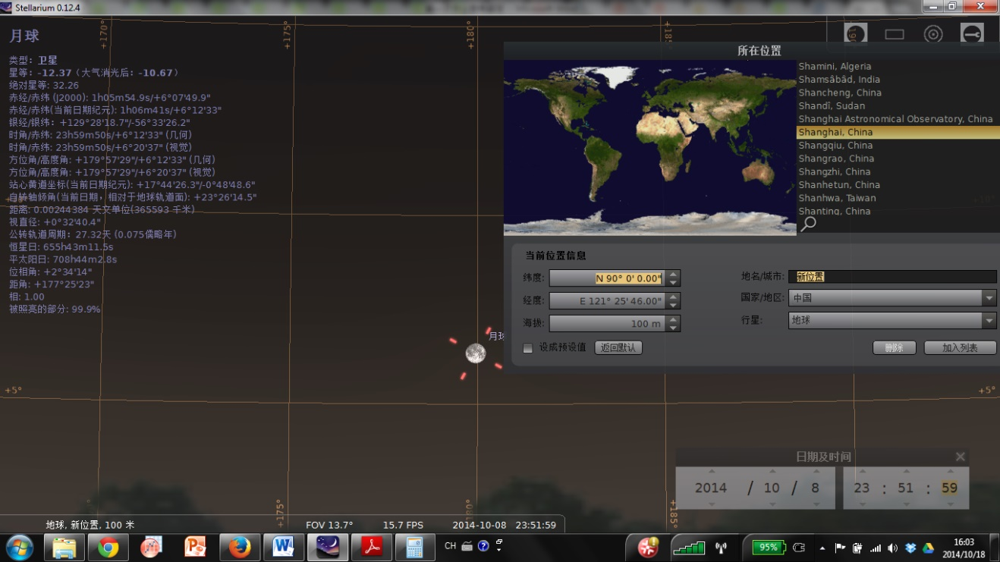 Stellarium 0.12.4
月球
类型: 卫星
星等: -12.37 (大气消光后: -10.67)
绝对星等: 32.26
赤经/赤纬 (J2000): 1h05m54.9s/+6°07'49.9"
赤经/赤纬(当前日期纪元): 1h06m41s/+6°12'33"
银经/银纬: +129°28'18.7"/-56°33'26.2"
时角/赤纬: 23h59m50s/+6°12'33" (几何)
时角/赤纬: 23h59m50s/+6°20'37" (视觉)
方位角/高度角: +179°57'29"/+6°12'33" (几何)
方位角/高度角: +179°57'29"/+6°20'37" (视觉)
站心黄道坐标(当前日期纪元): +17°44'26.3"/-0°48'48.6"
自转轴倾角(当前日期, 相对于地球轨道面): +23°26'14.5"
距离: 0.00244384 天文单位(365593 千米)
视直径: +0°32'40.4"
公转轨道周期: 27.32天 (0.075儒略年)
恒星日: 655h43m11.5s
平太阳日: 708h44m2.8s
位相角: +2°34'14"
距角: +177°25'23"
相: 1.00
被照亮的部分: 99.9%
+170°
+175°
+180°
所在位置
Shamini, Algeria
Shamsâbâd, India
Shancheng, China
Shandī, Sudan
Shanghai Astronomical Observatory, China
Shanghai, China
Shangqiu, China
Shangrao, China
Shangzhi, China
Shanhetun, China
Shanhwa, Taiwan
Shanting, China
当前位置信息
纬度: N 90° 0' 0.00"
地名/城市: 新位置
经度: E 121° 25' 46.00"
国家/地区: 中国
海拔: 100 m
行星: 地球
设成预设值
返回默认
删除
加入列表
月球
+5°
+5°
日期及时间
2014 / 10 / 8
23 : 51 : 59
+175°
+180°
+185°
地球, 新位置, 100 米
FOV 13.7°
15.7 FPS
2014-10-08 23:51:59
CH
95%
16:03
2014/10/18